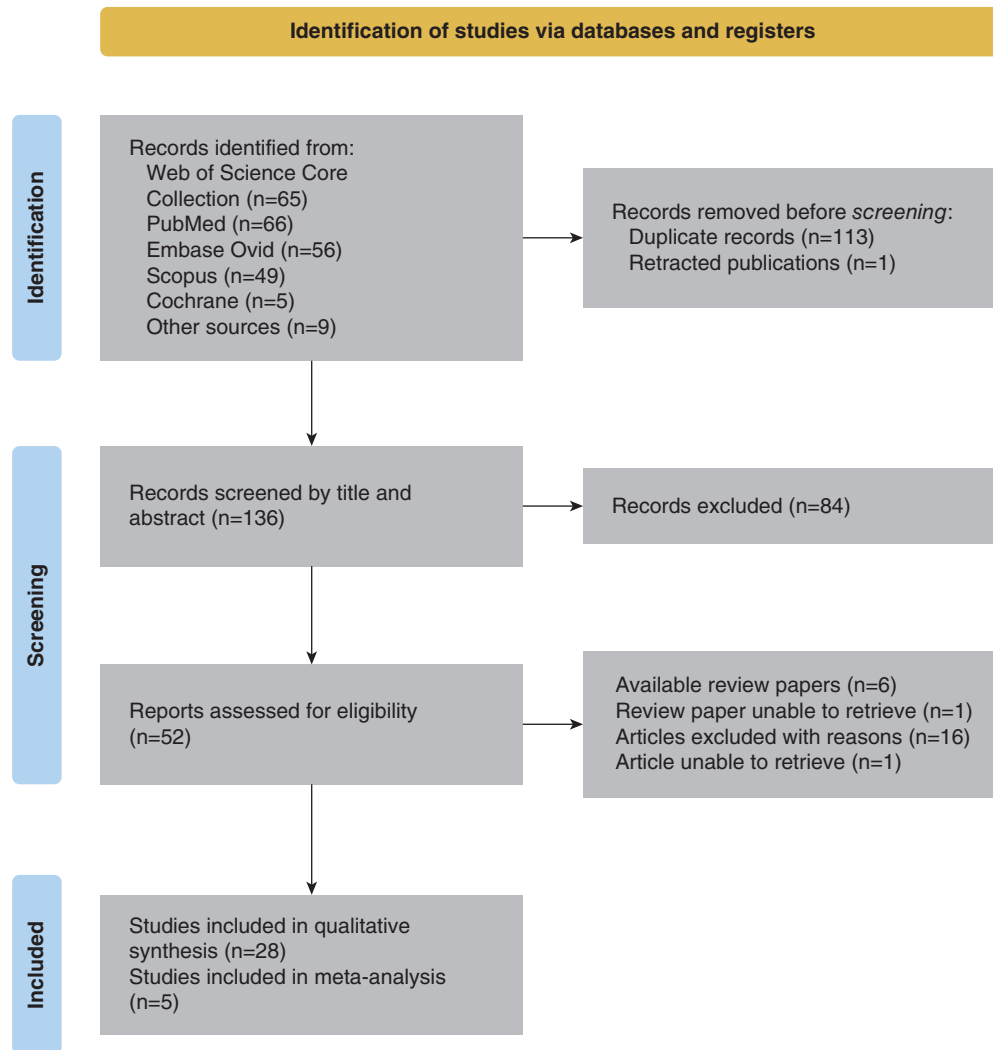 Identification of studies via databases and registers
Identification
Records identified from:
Web of Science Core
Collection (n=65)
PubMed (n=66)
Embase Ovid (n=56)
Scopus (n=49)
Cochrane (n=5)
Other sources (n=9)
Records removed before screening:
Duplicate records (n=113)
Retracted publications (n=1)
Screening
Records screened by title and
abstract (n=136)
Records excluded (n=84)
Reports assessed for eligibility
(n=52)
Available review papers (n=6)
Review paper unable to retrieve (n=1)
Articles excluded with reasons (n=16)
Article unable to retrieve (n=1)
Included
Studies included in qualitative
synthesis (n=28)
Studies included in meta-analysis
(n=5)